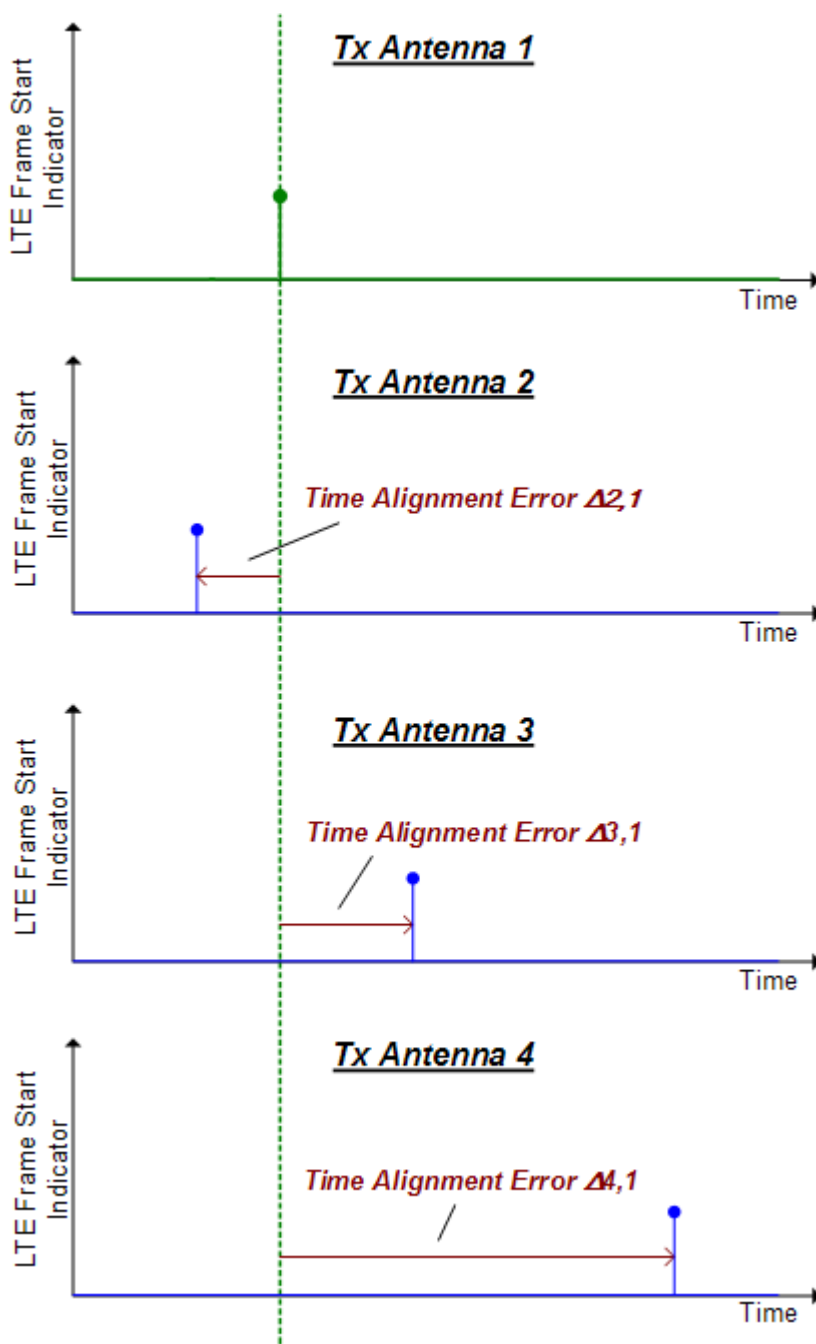 Tx Antenna 1
LTE Frame Start
Indicator
Time
Tx Antenna 2
LTE Frame Start
Indicator
Time Alignment Error Δ2,1
Time
Tx Antenna 3
LTE Frame Start
Indicator
Time Alignment Error Δ3,1
Time
Tx Antenna 4
LTE Frame Start
Indicator
Time Alignment Error Δ4,1
Time